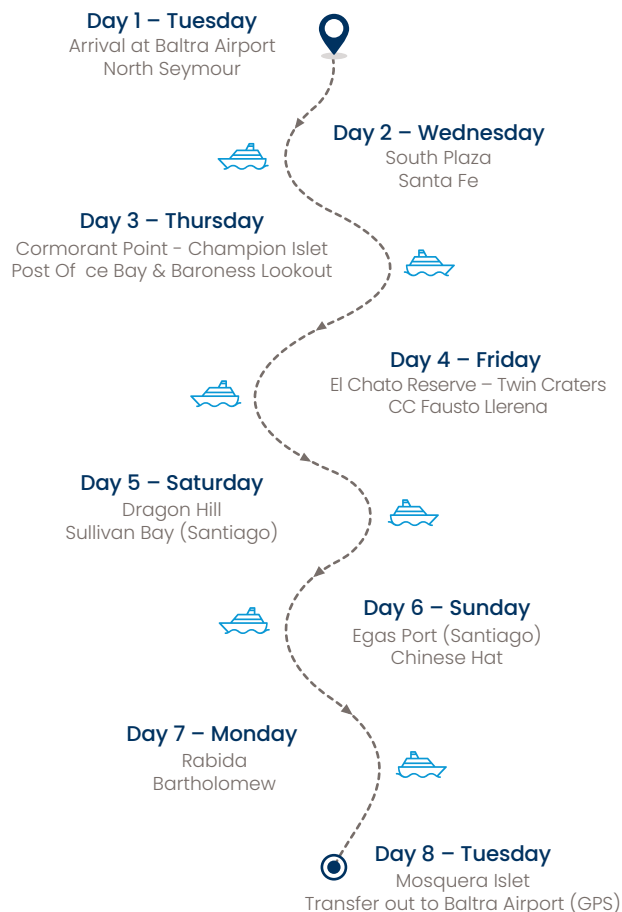 Day 1 – Tuesday
Arrival at Baltra Airport
North Seymour
Day 2 – Wednesday
South Plaza
Santa Fe
Day 3 – Thursday
Cormorant Point - Champion Islet
Post Of ce Bay & Baroness Lookout
Day 4 – Friday
El Chato Reserve – Twin Craters
CC Fausto Llerena
Day 5 – Saturday
Dragon Hill
Sullivan Bay (Santiago)
Day 6 – Sunday
Egas Port (Santiago)
Chinese Hat
Day 7 – Monday
Rabida
Bartholomew
Day 8 – Tuesday
Mosquera Islet
Transfer out to Baltra Airport (GPS)